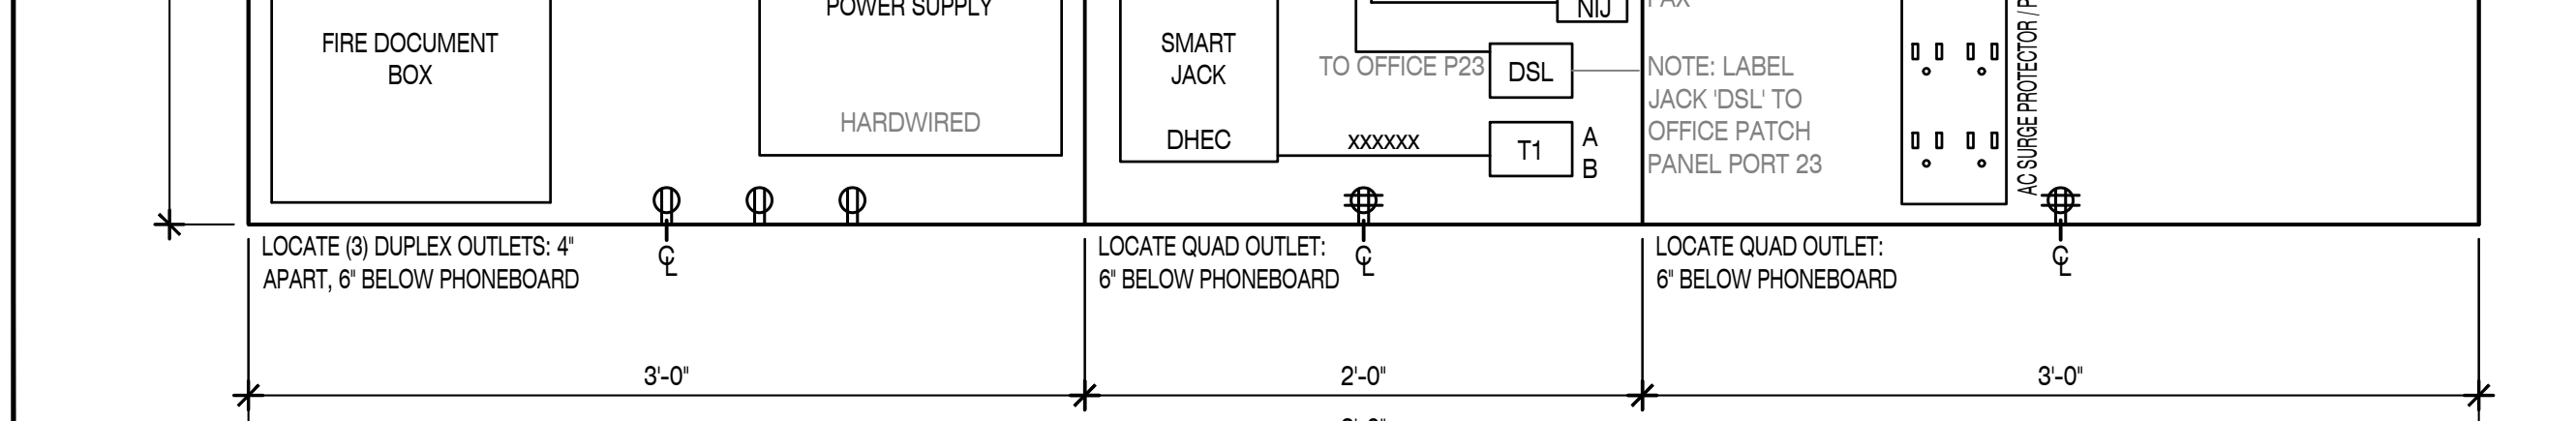 POWER SUPPLY
NIJ
FAX
FIRE DOCUMENT
BOX
HARDWIRED
SMART
JACK
DHEC
TO OFFICE P23
DSL
xxxxxx
T1
A
B
NOTE: LABEL
JACK 'DSL' TO
OFFICE PATCH
PANEL PORT 23
AC SURGE PROTECTOR /
LOCATE (3) DUPLEX OUTLETS: 4"
APART, 6" BELOW PHONEBOARD
CL
LOCATE QUAD OUTLET:
6" BELOW PHONEBOARD
CL
LOCATE QUAD OUTLET:
6" BELOW PHONEBOARD
CL
3'-0"
2'-0"
3'-0"